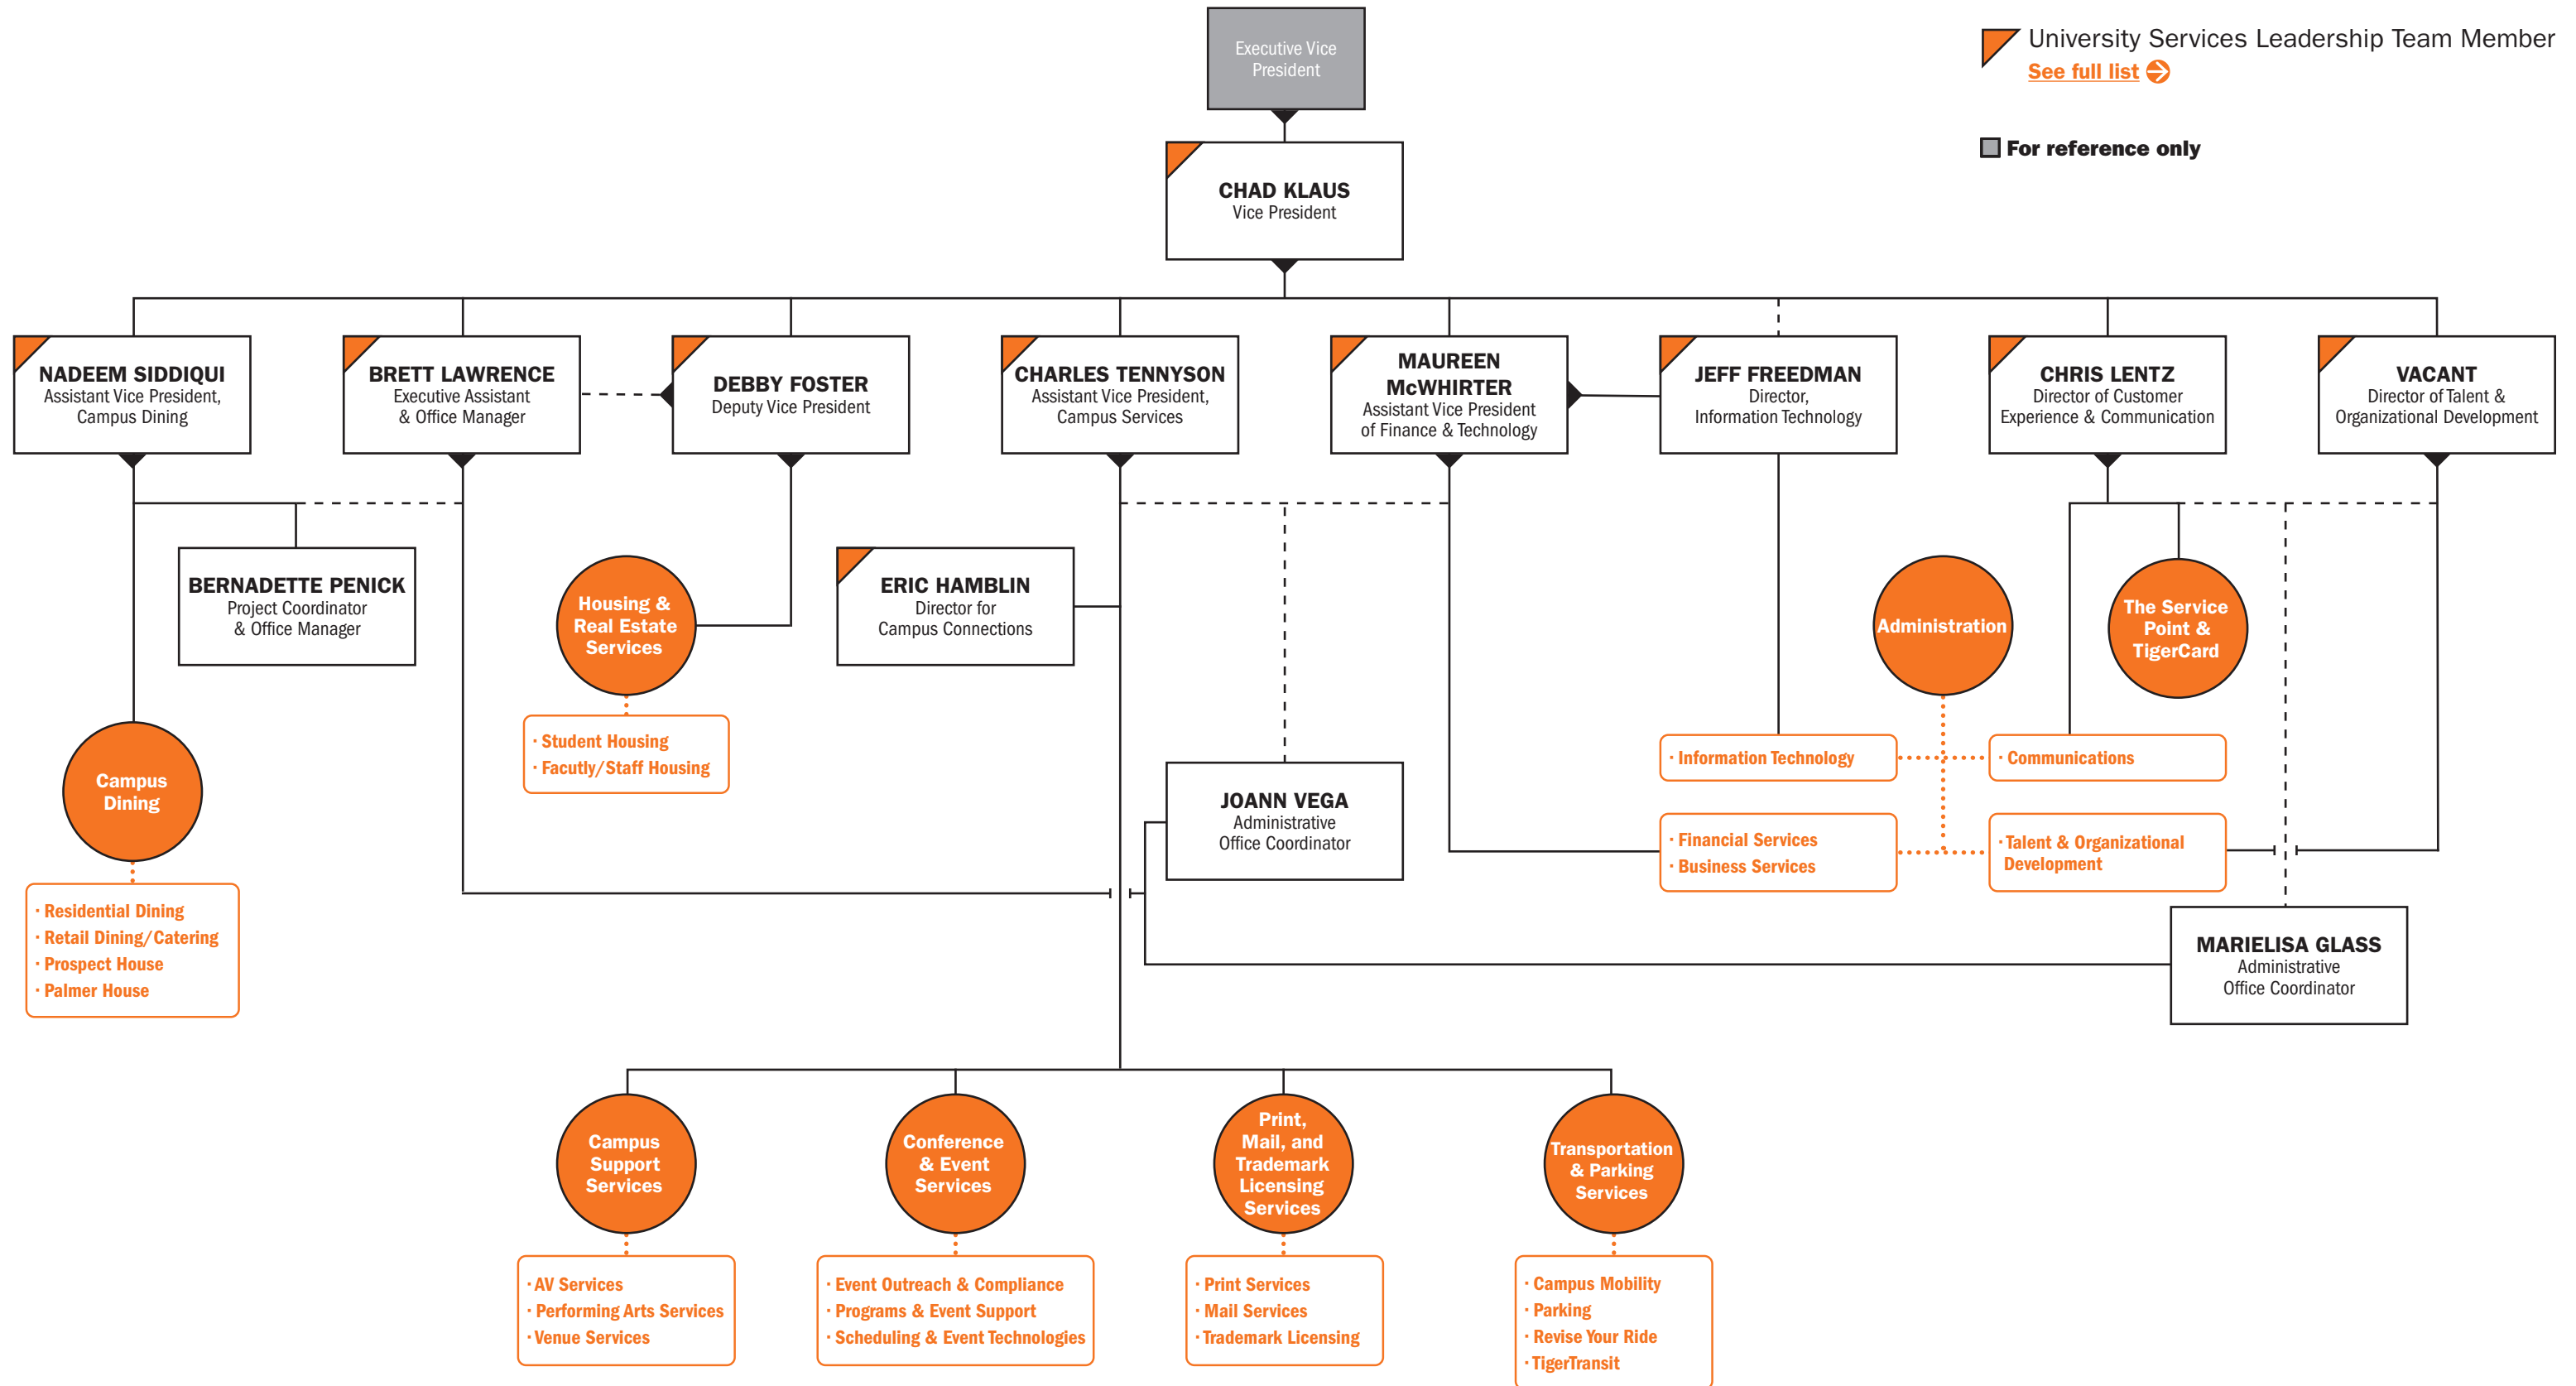 Executive Vice
President
University Services Leadership Team Member
See full list
For reference only
CHAD KLAUS
Vice President
NADEEM SIDDIQUI
Assistant Vice President,
Campus Dining
BRETT LAWRENCE
Executive Assistant
& Office Manager
DEBBY FOSTER
Deputy Vice President
CHARLES TENNYSON
Assistant Vice President,
Campus Services
MAUREEN
McWHIRTER
Assistant Vice President
of Finance & Technology
JEFF FREEDMAN
Director,
Information Technology
CHRIS LENTZ
Director of Customer
Experience & Communication
VACANT
Director of Talent &
Organizational Development
BERNADETTE PENICK
Project Coordinator
& Office Manager
Housing &
Real Estate
Services
· Student Housing
· Facutly/Staff Housing
ERIC HAMBLIN
Director for
Campus Connections
Administration
The Service
Point &
TigerCard
Campus
Dining
· Residential Dining
· Retail Dining/Catering
· Prospect House
· Palmer House
JOANN VEGA
Administrative
Office Coordinator
· Information Technology
· Communications
· Financial Services
· Business Services
· Talent & Organizational
Development
MARIELISA GLASS
Administrative
Office Coordinator
Campus
Support
Services
· AV Services
· Performing Arts Services
· Venue Services
Conference
& Event
Services
· Event Outreach & Compliance
· Programs & Event Support
· Scheduling & Event Technologies
Print,
Mail, and
Trademark
Licensing
Services
· Print Services
· Mail Services
· Trademark Licensing
Transportation
& Parking
Services
· Campus Mobility
· Parking
· Revise Your Ride
· TigerTransit